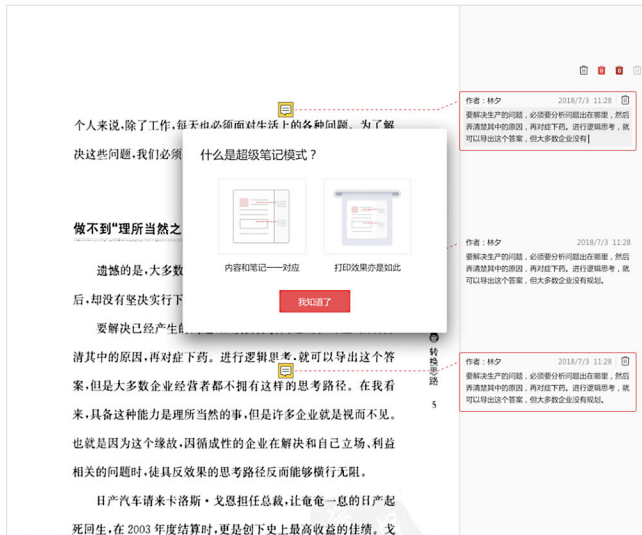 个人来说,除了工作,每天也必须面对生活上的各种问题。为了解
决这些问题,我们必须
做不到"理所当然之
遗憾的是,大多数
后,却没有坚决实行下
要解决已经产生的
清其中的原因,再对症下药。进行逻辑思考,就可以导出这个答
案,但是大多数企业经营者都不拥有这样的思考路径。在我看
来,具备这种能力是理所当然的事,但是许多企业就是视而不见。
也就是因为这个缘故,因循成性的企业在解决和自己立场、利益
相关的问题时,徒具反效果的思考路径反而能够横行无阻。
日产汽车请来卡洛斯·戈恩担任总裁,让奄奄一息的日产起
死回生,在 2003 年度结算时,更是创下史上最高收益的佳绩。戈
转换思路
5
什么是超级笔记模式?
内容和笔记一一对应
打印效果亦是如此
我知道了
作者:林夕 2018/7/3 11:28
要解决生产的问题,必须要分析问题出在哪里,然后
弄清楚其中的原因,再对症下药。进行逻辑思考,就
可以导出这个答案,但大多数企业没有
作者:林夕 2018/7/3 11:28
要解决生产的问题,必须要分析问题出在哪里,然后
弄清楚其中的原因,再对症下药。进行逻辑思考,就
可以导出这个答案,但大多数企业没有规划。
作者:林夕 2018/7/3 11:28
要解决生产的问题,必须要分析问题出在哪里,然后
弄清楚其中的原因,再对症下药。进行逻辑思考,就
可以导出这个答案,但大多数企业没有规划。